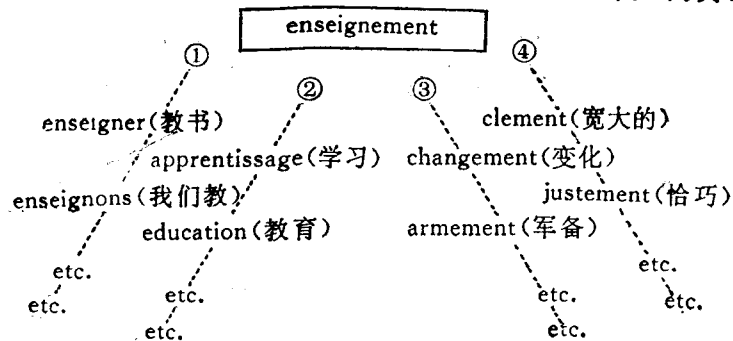 enseignement
① ④
② ③
enseigner(教书) clement(宽大的)
apprentissage(学习) changement(变化)
enseignons(我们教) justement(恰巧)
education(教育) armement(军备)
etc. etc.
etc. etc. etc. etc.
etc. etc.